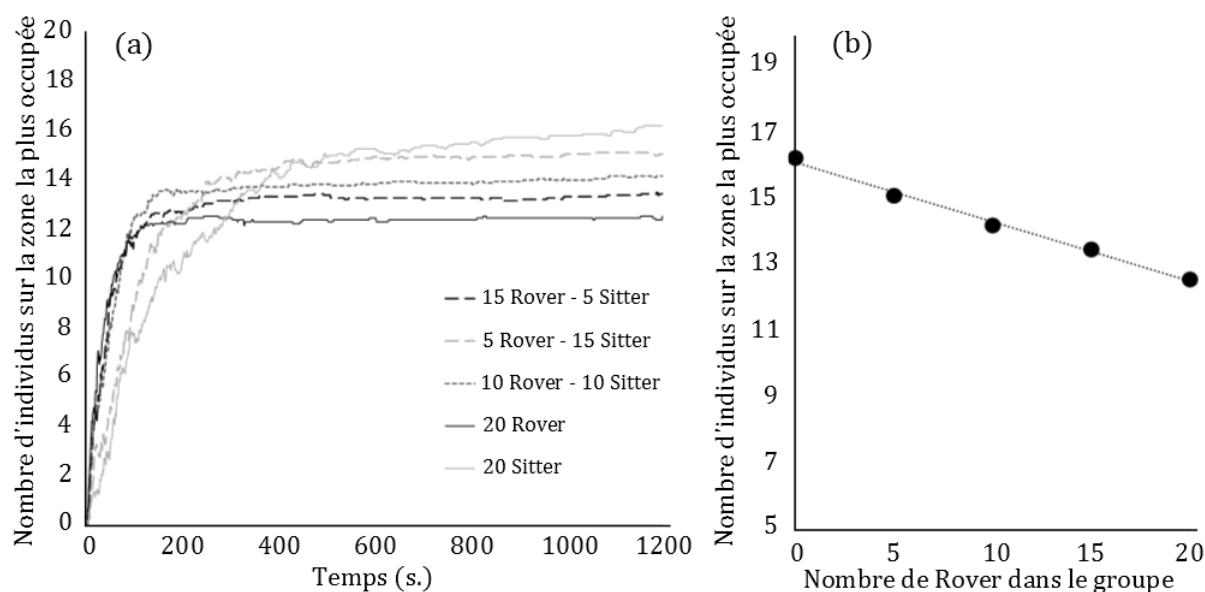 Nombre d'individus sur la zone la plus occupée
20
18
16
14
12
10
8
6
4
2
0
(a)
15 Rover - 5 Sitter
5 Rover - 15 Sitter
10 Rover - 10 Sitter
20 Rover
20 Sitter
0 200 400 600 800 1000 1200
Temps (s.)
Nombre d'individus sur la zone la plus occupée
19
17
15
13
11
9
7
5
(b)
0 5 10 15 20
Nombre de Rover dans le groupe